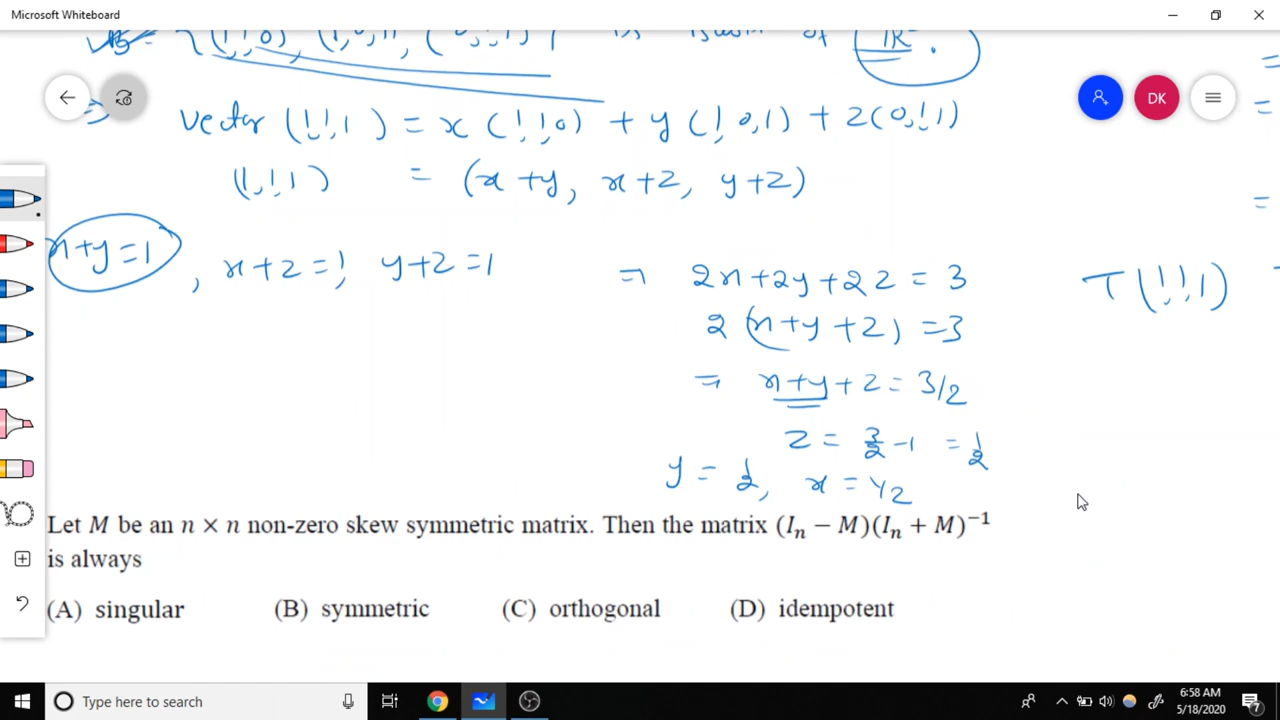 Microsoft Whiteboard
DK
vector (1,1,1) = x (1,1,0) + y (1,0,1) + z (0,1,1)
(1,1,1) = (x+y, x+z, y+z)
x+y=1, x+z=1, y+z=1
⇒ 2x+2y+2z = 3
2 (x+y+z) = 3
⇒ x+y+z = 3/2
z = 3/2 -1 = 1/2
y = 1/2, x = 1/2
T (1,1,1)
=
=
=
Let M be an n × n non-zero skew symmetric matrix. Then the matrix (Iₙ − M)(Iₙ + M)⁻¹
is always
(A) singular (B) symmetric (C) orthogonal (D) idempotent
Type here to search
6:58 AM
5/18/2020
7